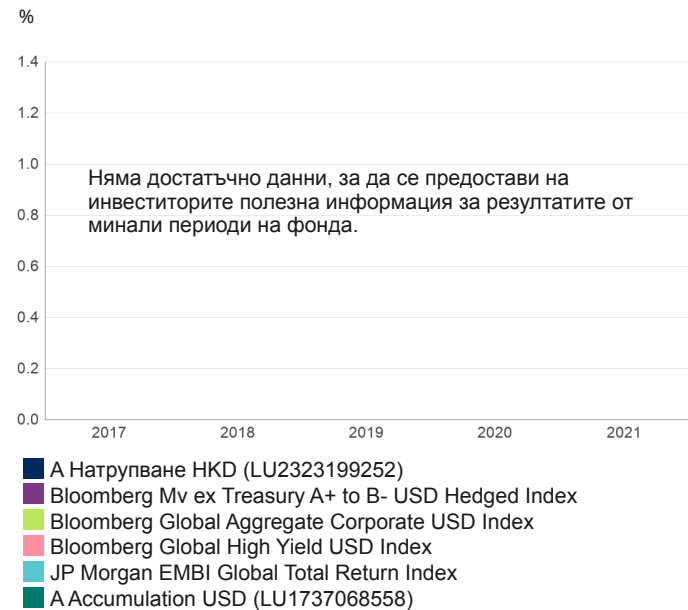 %
1.4
1.2
1.0
Няма достатъчно данни, за да се предостави на
инвеститорите полезна информация за резултатите от
минали периоди на фонда.
0.8
0.6
0.4
0.2
0.0
2017 2018 2019 2020 2021
А Натрупване HKD (LU2323199252)
Bloomberg Mv ex Treasury A+ to B- USD Hedged Index
Bloomberg Global Aggregate Corporate USD Index
Bloomberg Global High Yield USD Index
JP Morgan EMBI Global Total Return Index
A Accumulation USD (LU1737068558)